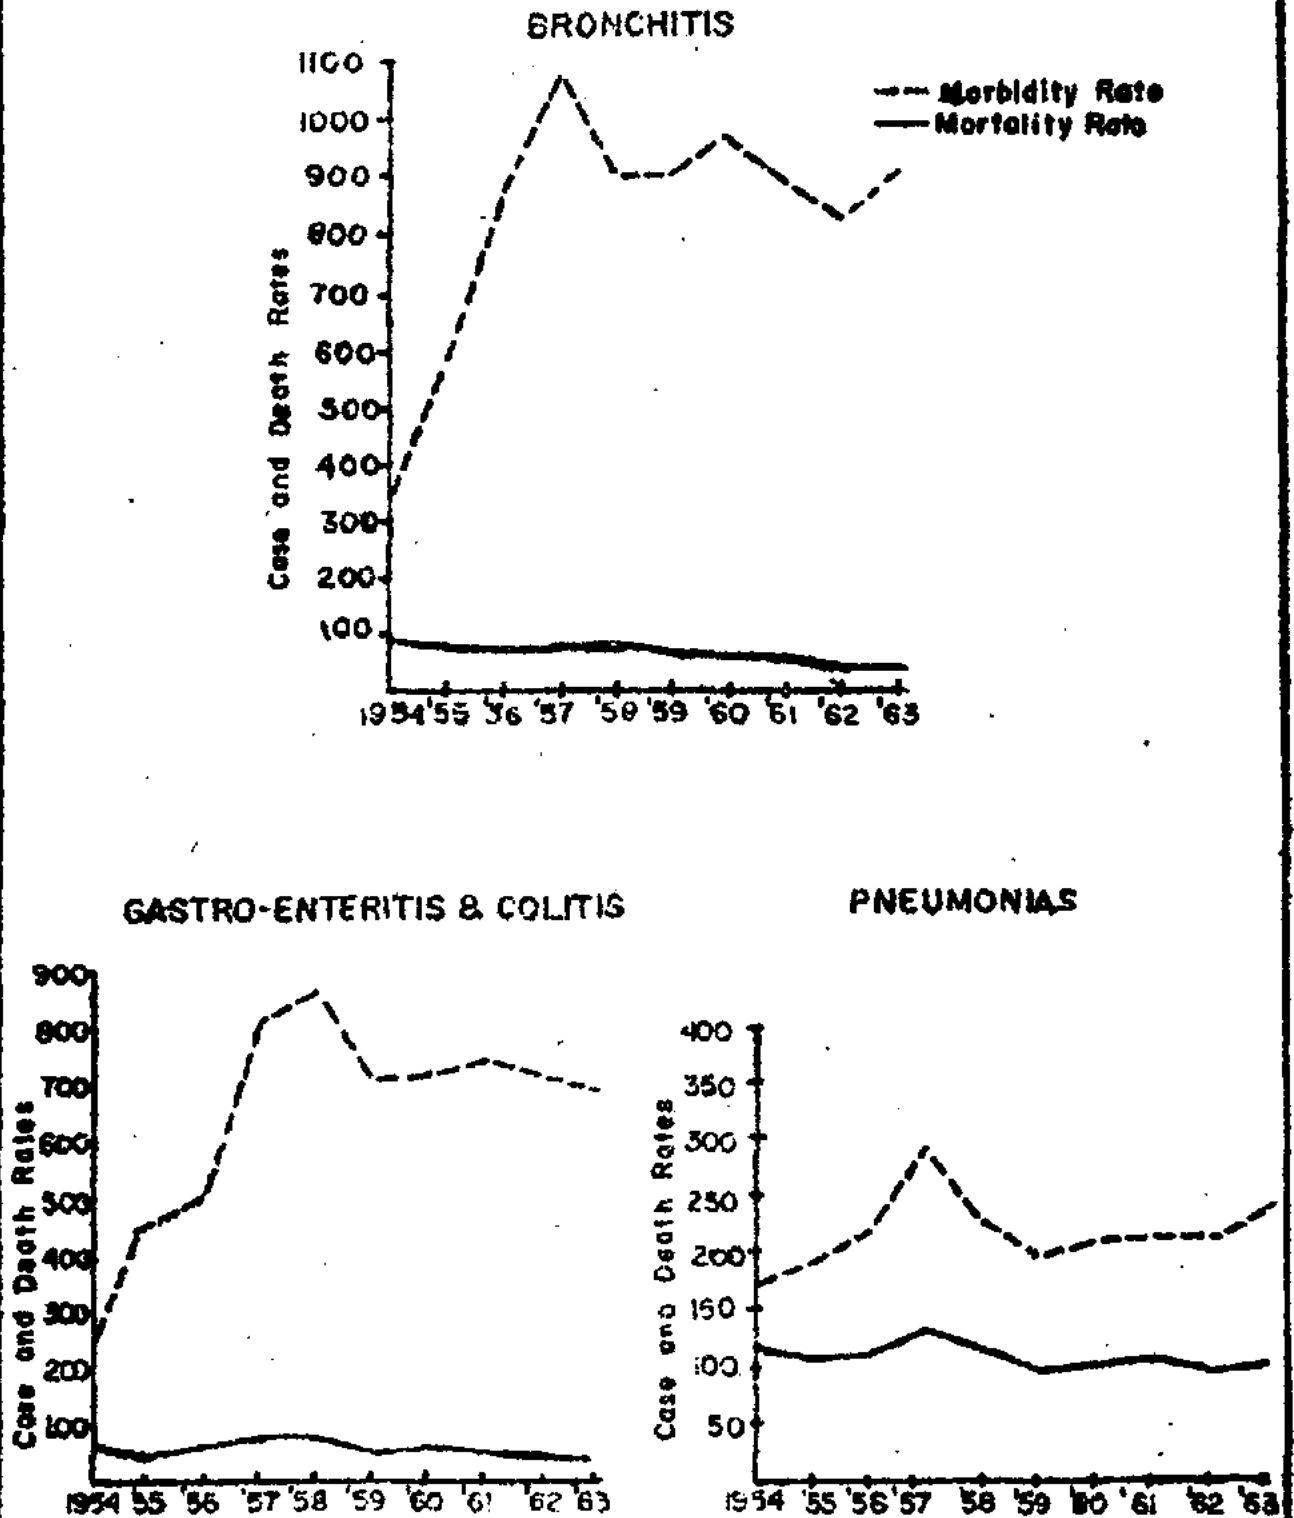 BRONCHITIS
1100
1000
900
800
700
600
500
400
300
200
100
Case and Death Rates
Morbidity Rate
Mortality Rate
1954 '55 '56 '57 '58 '59 '60 '61 '62 '63
GASTRO-ENTERITIS & COLITIS
900
800
700
600
500
400
300
200
100
Case and Death Rates
1954 '55 '56 '57 '58 '59 '60 '61 '62 '63
PNEUMONIAS
400
350
300
250
200
150
100
50
Case and Death Rates
1954 '55 '56 '57 '58 '59 '60 '61 '62 '63